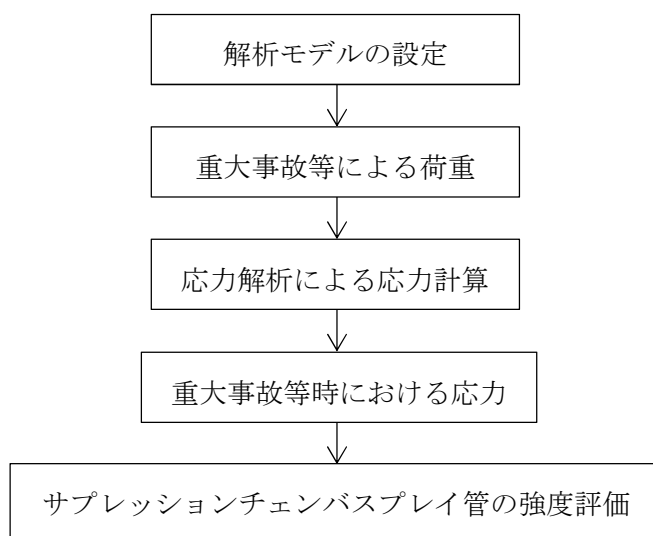 解析モデルの設定
重大事故等による荷重
応力解析による応力計算
重大事故等時における応力
サプレッションチェンバスプレイ管の強度評価